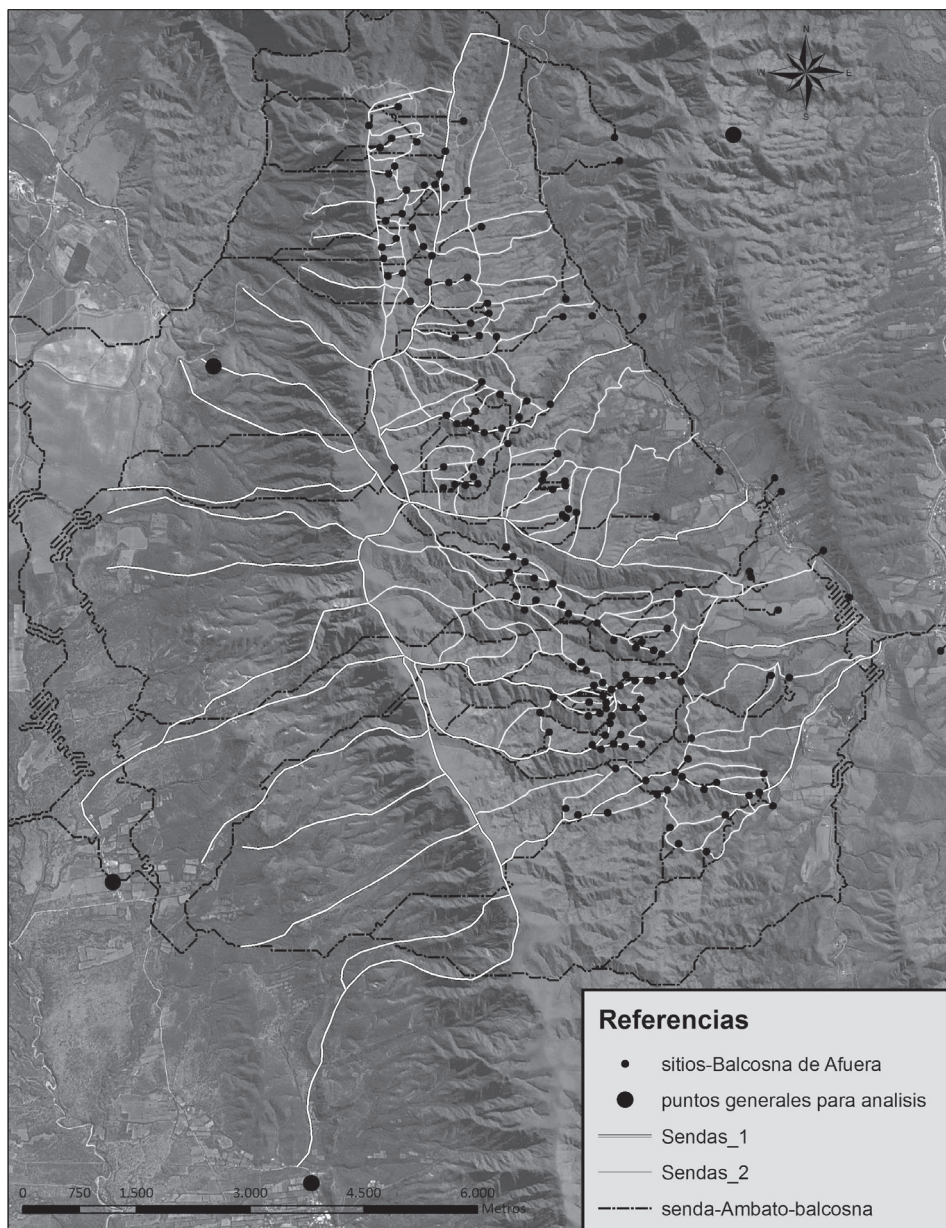 N
W E
S
Referencias
sitios-Balcosna de Afuera
puntos generales para analisis
Sendas_1
Sendas_2
senda-Ambato-balcosna
0 750 1.500 3.000 4.500 6.000
Metros